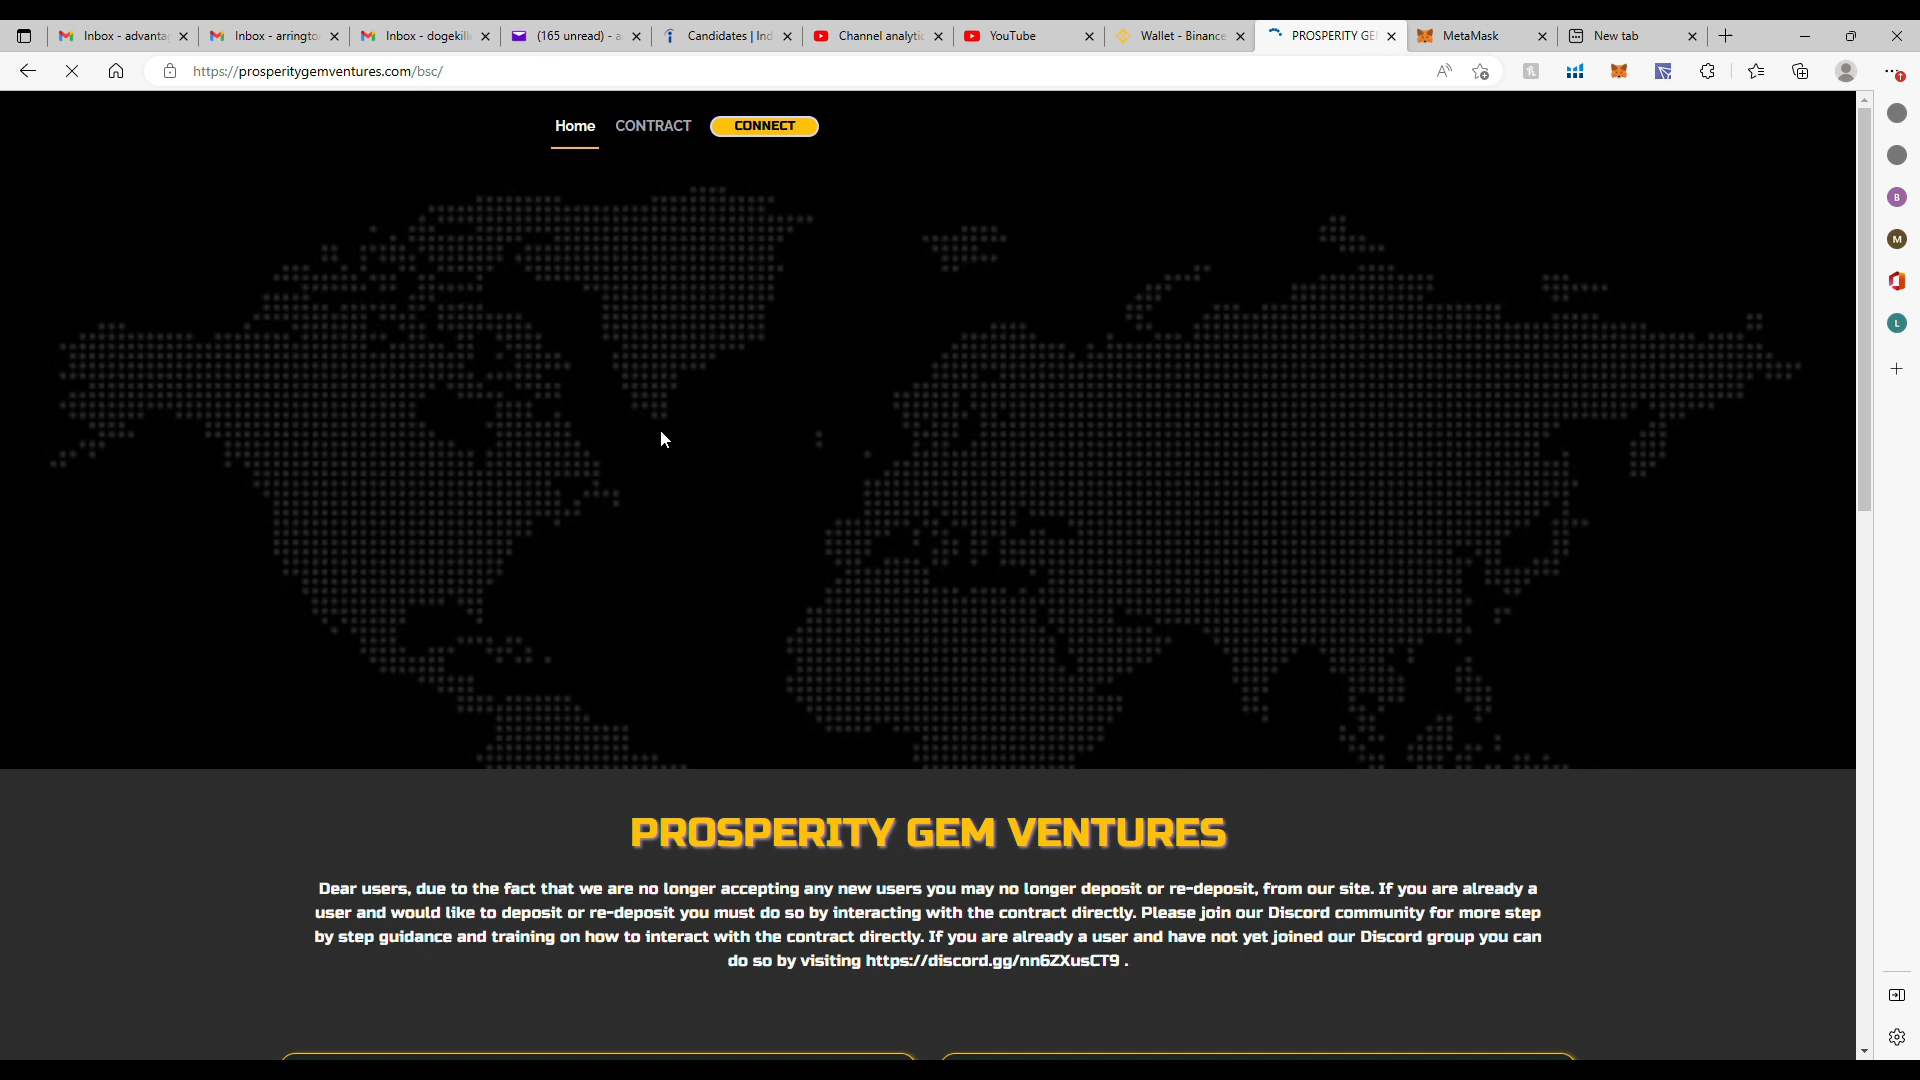 Inbox - advanta
Inbox - arringto
Inbox - dogekill
(165 unread) - a
Candidates | Ind
Channel analytic
YouTube
Wallet - Binance
PROSPERITY GE
MetaMask
New tab
https://prosperitygemventures.com/bsc/
Home CONTRACT CONNECT
B
M
L
PROSPERITY GEM VENTURES
Dear users, due to the fact that we are no longer accepting any new users you may no longer deposit or re-deposit, from our site. If you are already a
user and would like to deposit or re-deposit you must do so by interacting with the contract directly. Please join our Discord community for more step
by step guidance and training on how to interact with the contract directly. If you are already a user and have not yet joined our Discord group you can
do so by visiting https://discord.gg/nn6ZXusCT9 .